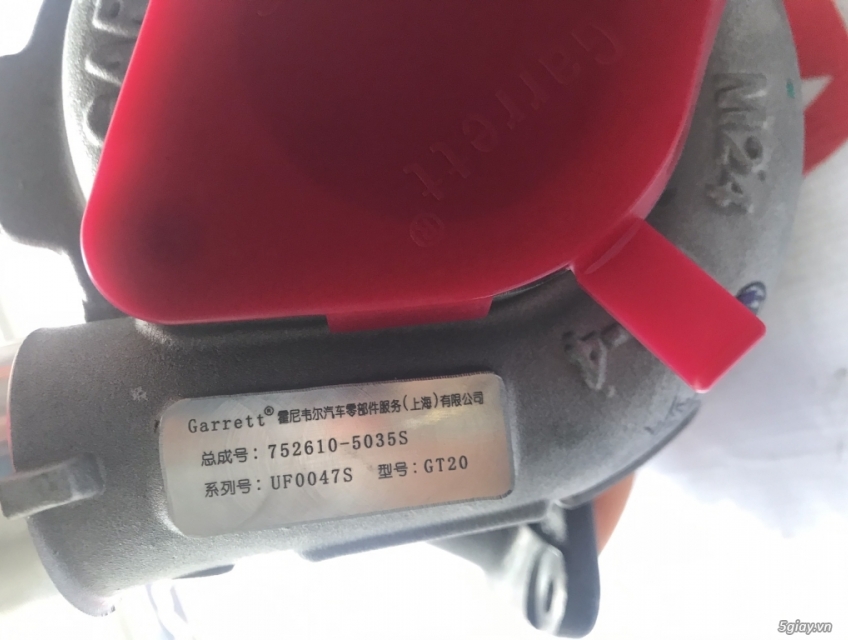 Garrett®
M24
Garrett® 霍尼韦尔汽车零部件服务(上海)有限公司
总成号：752610-5035S
系列号：UF0047S 型号：GT20
5giay.vn